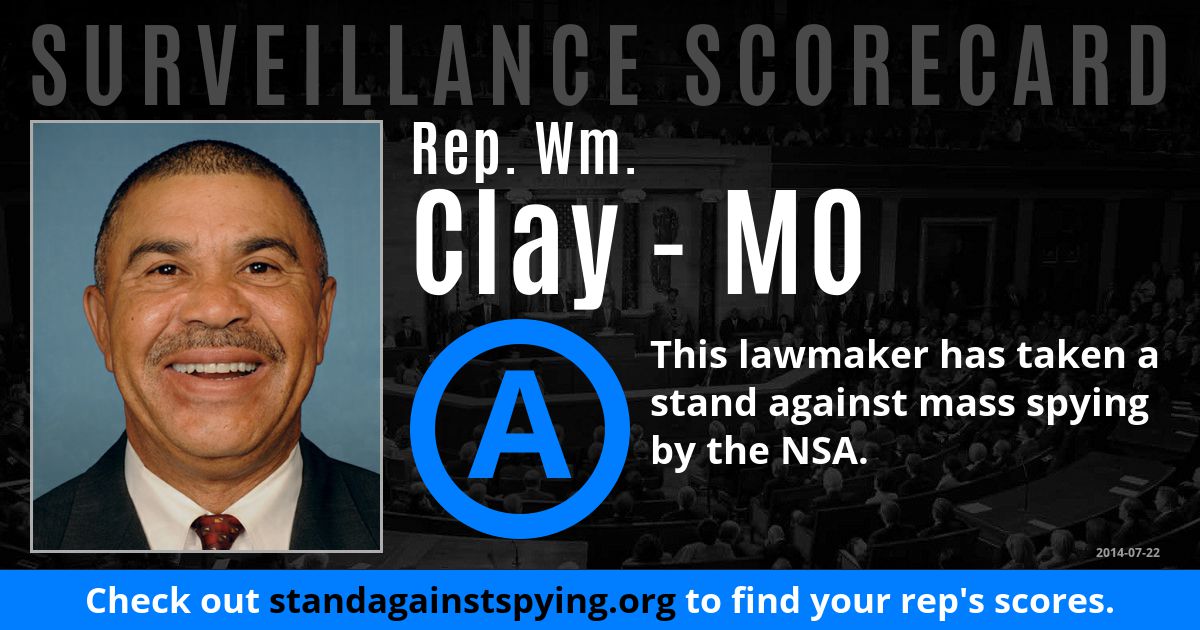 SURVEILLANCE SCORECARD
Rep. Wm.
Clay - MO
A
This lawmaker has taken a
stand against mass spying
by the NSA.
2014-07-22
Check out standagainstspying.org to find your rep's scores.